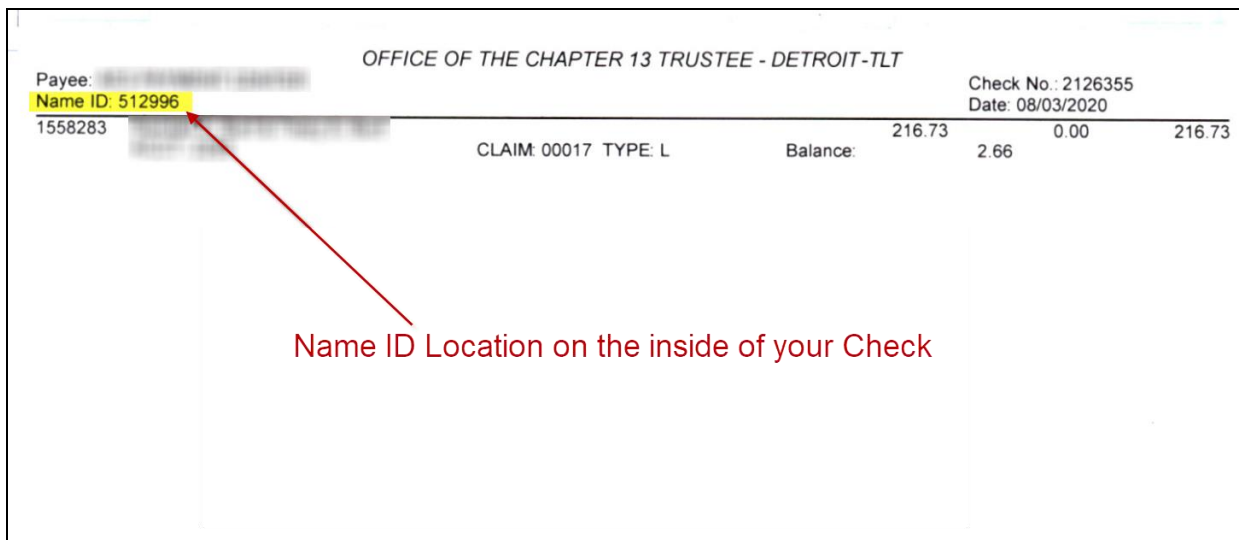 OFFICE OF THE CHAPTER 13 TRUSTEE - DETROIT-TLT
Payee:
Check No.: 2126355
Name ID: 512996
Date: 08/03/2020
1558283 216.73 0.00 216.73
CLAIM: 00017 TYPE: L Balance: 2.66
Name ID Location on the inside of your Check